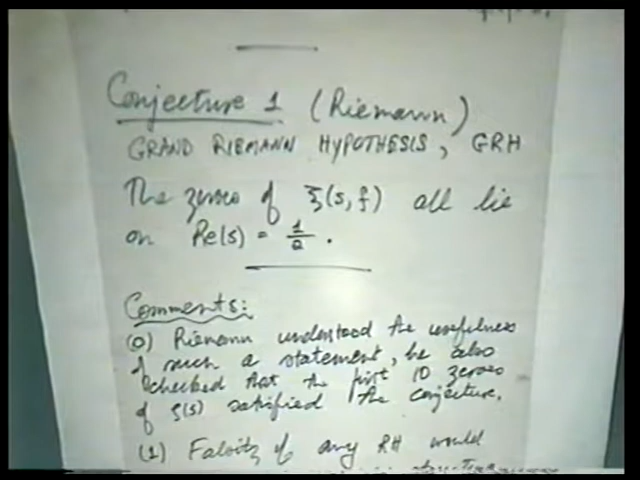 Conjecture 1 (Riemann)
GRAND RIEMANN HYPOTHESIS, GRH
The zeros of ξ(s, f) all lie
on Re(s) = 1/2.
Comments:
(0) Riemann understood the usefulness
of such a statement, he also
checked that the first 10 zeros
of ζ(s) satisfied the conjecture.
(1) Falsity of any RH would